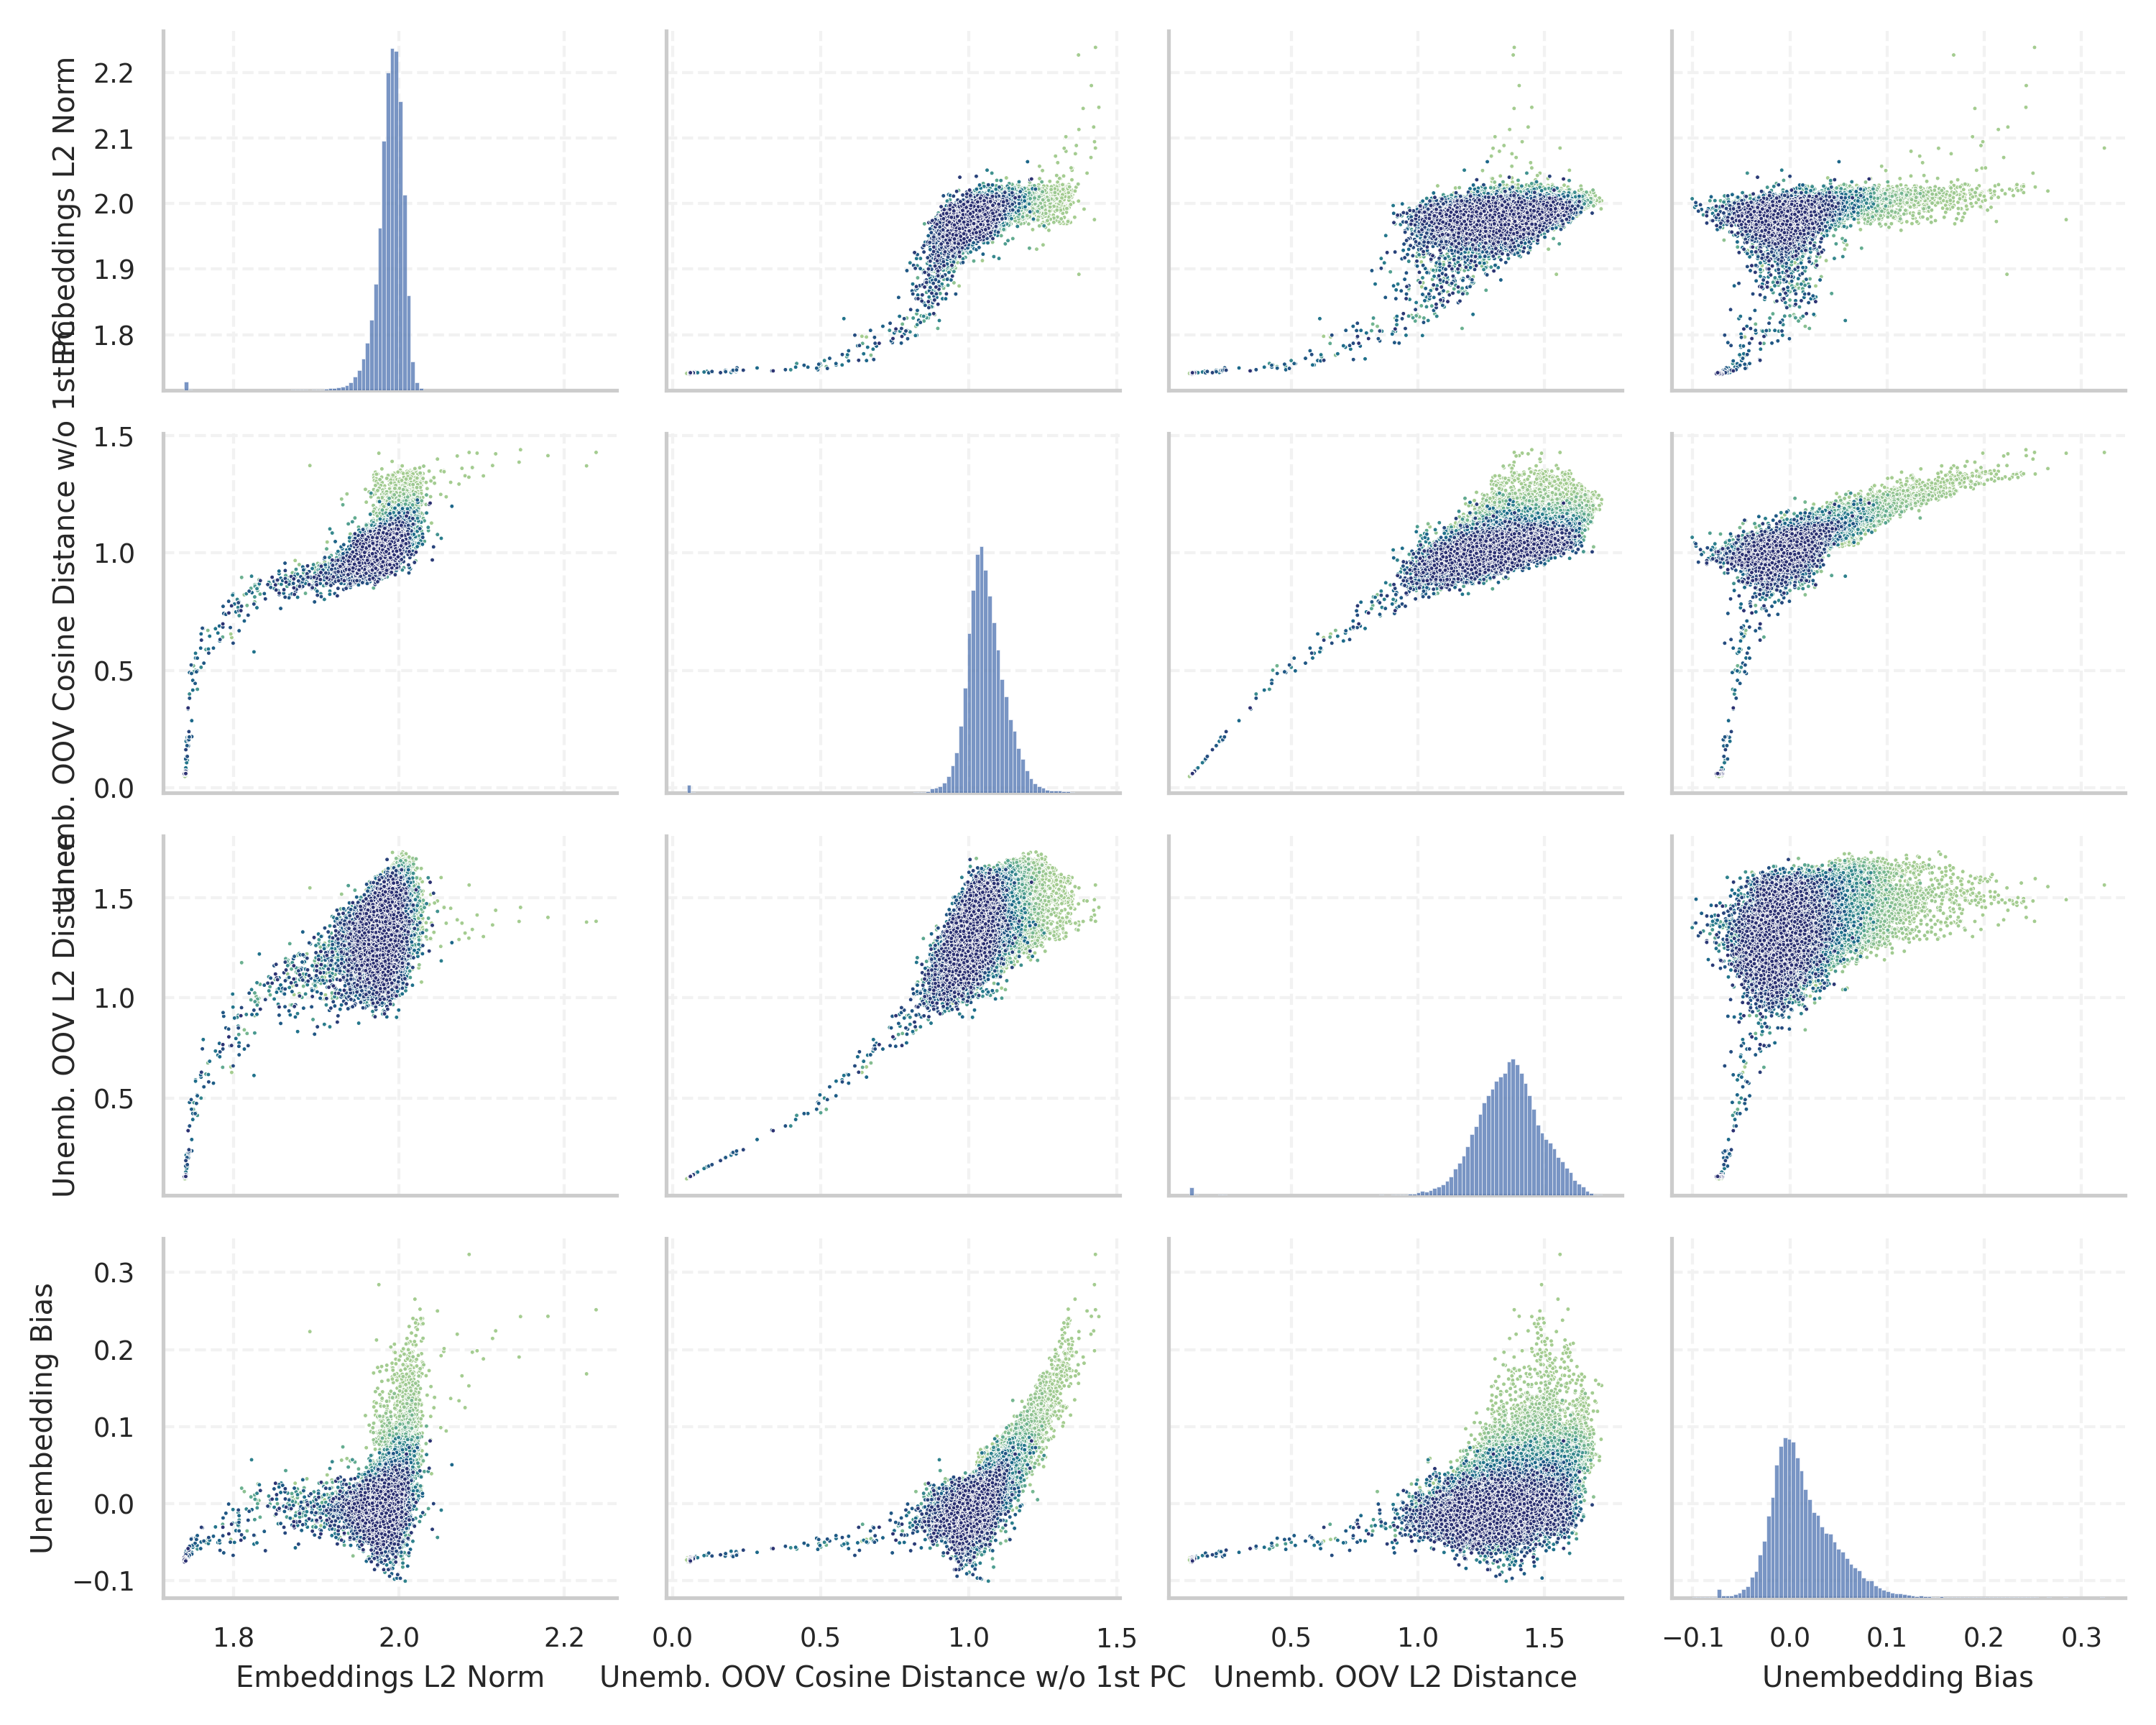 Embeddings L2 Norm
2.2
2.1
2.0
1.9
1.8
Unemb. OOV Cosine Distance w/o 1st PC
1.5
1.0
0.5
0.0
Unemb. OOV L2 Distance
1.5
1.0
0.5
Unembedding Bias
0.3
0.2
0.1
0.0
−0.1
1.8 2.0 2.2 0.0 0.5 1.0 1.5 0.5 1.0 1.5 −0.1 0.0 0.1 0.2 0.3
Embeddings L2 Norm Unemb. OOV Cosine Distance w/o 1st PC Unemb. OOV L2 Distance Unembedding Bias